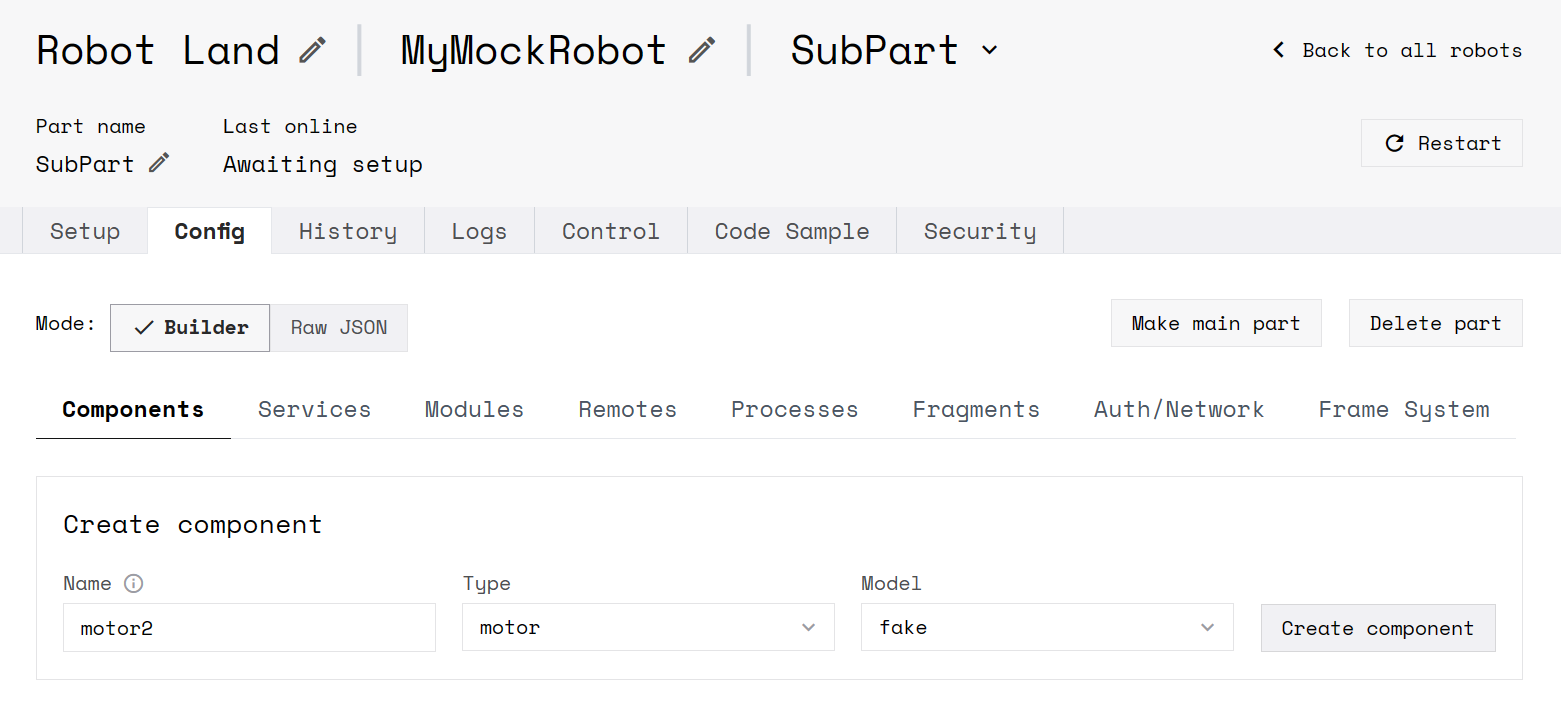 Robot Land MyMockRobot SubPart Back to all robots
Part name Last online
SubPart Awaiting setup Restart
Setup Config History Logs Control Code Sample Security
Mode: Builder Raw JSON Make main part Delete part
Components Services Modules Remotes Processes Fragments Auth/Network Frame System
Create component
Name Type Model
motor2 motor fake Create component